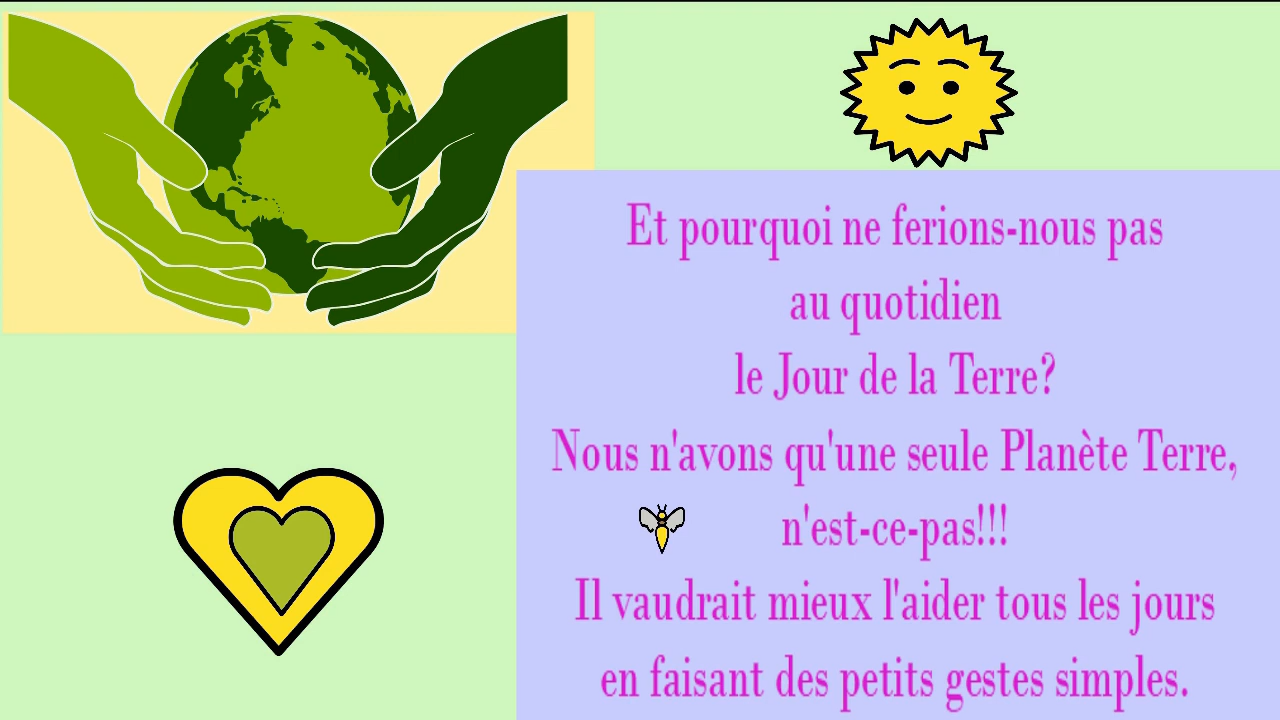 Et pourquoi ne ferions-nous pas
au quotidien
le Jour de la Terre?
Nous n'avons qu'une seule Planète Terre,
n'est-ce-pas!!!
Il vaudrait mieux l'aider tous les jours
en faisant des petits gestes simples.